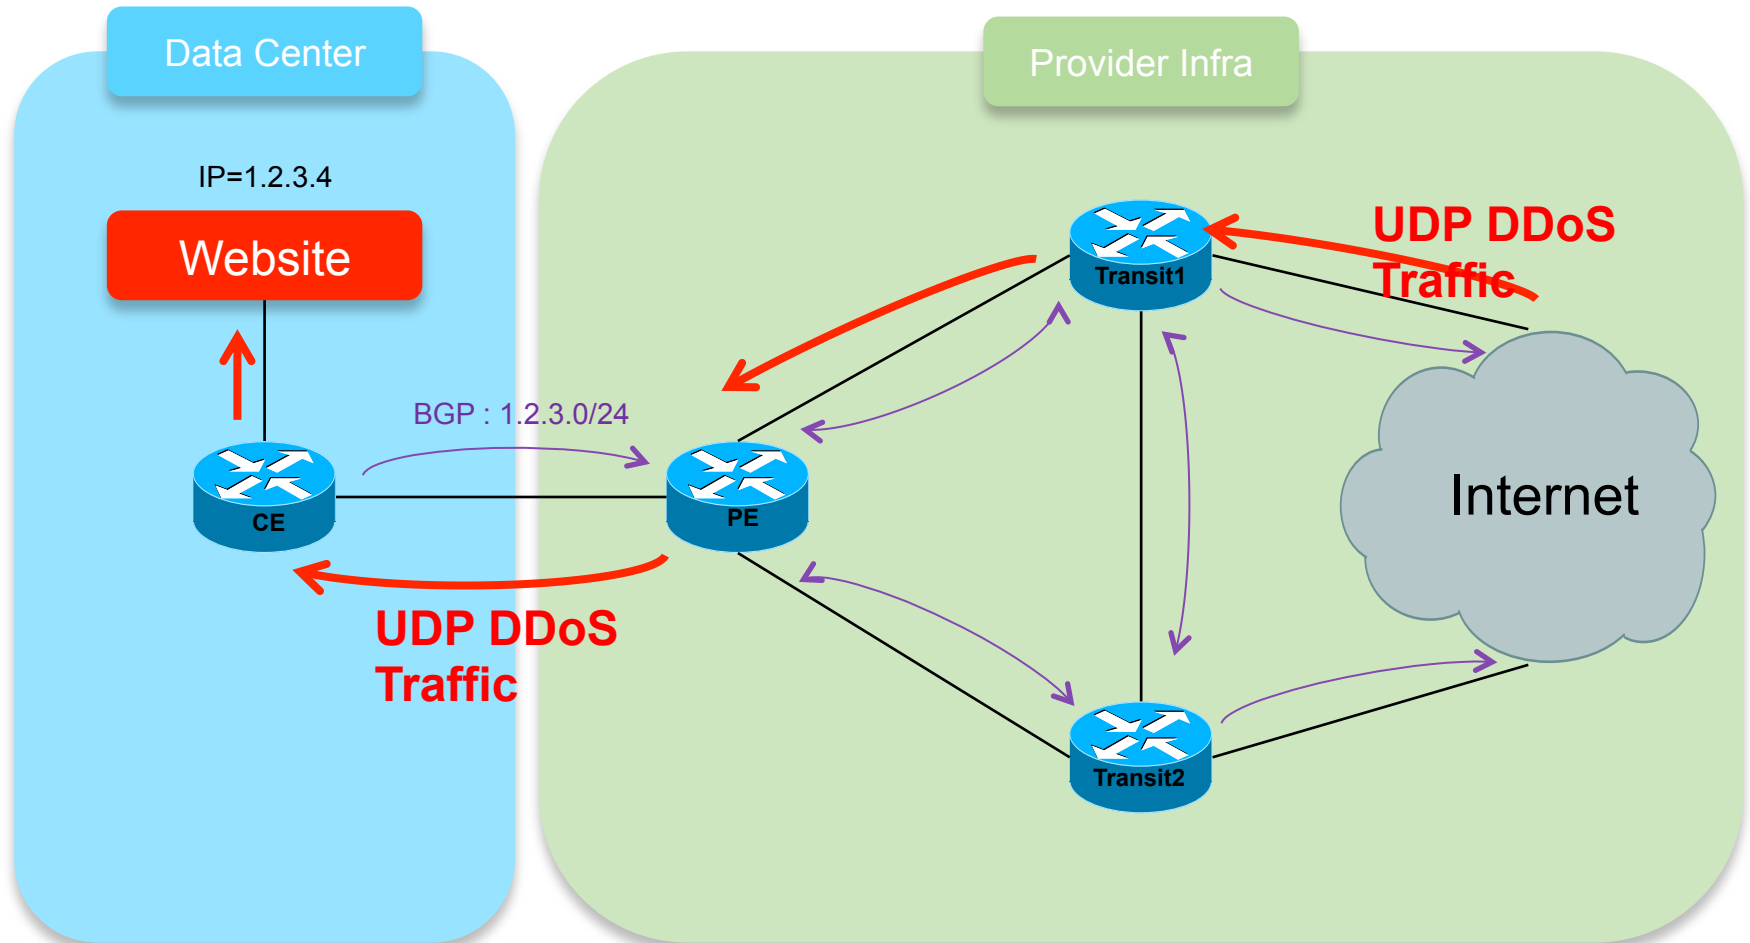 Data Center
Provider Infra
IP=1.2.3.4
Website
UDP DDoS
Traffic
Transit1
BGP : 1.2.3.0/24
Internet
CE
PE
UDP DDoS
Traffic
Transit2